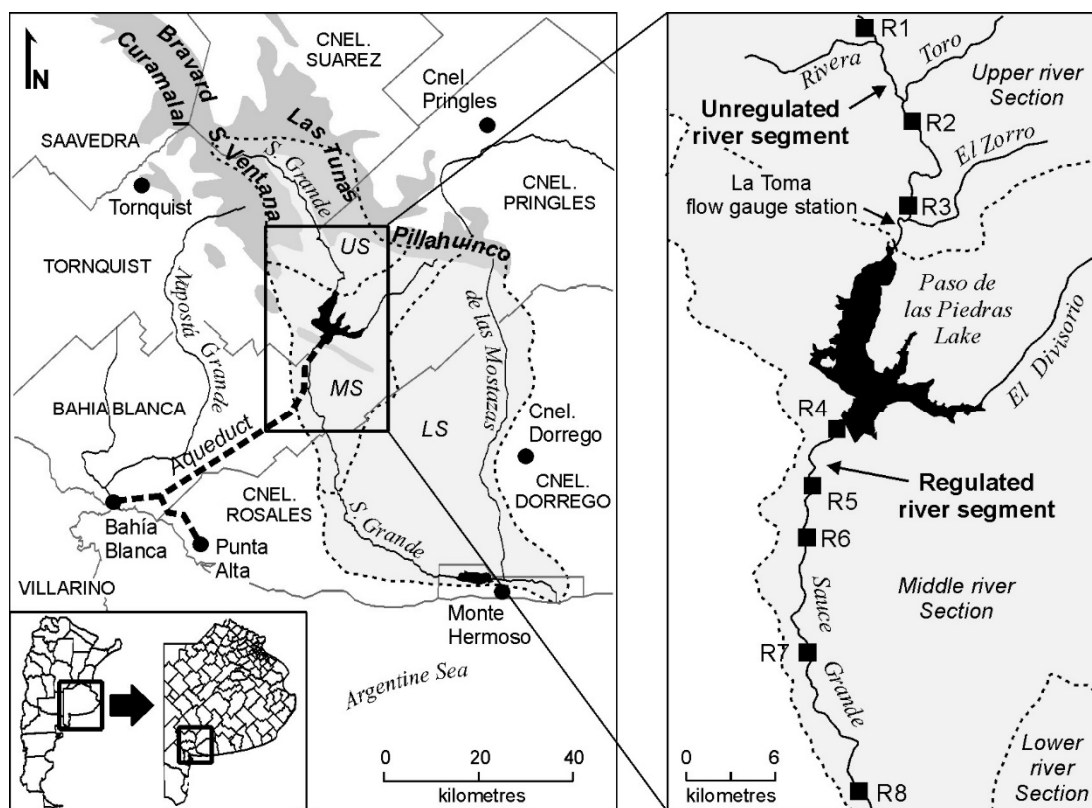 N
Bravard
Curamalal
CNEL.
SUAREZ
Cnel.
Pringles
SAAVEDRA
S. Ventana
Las Tunas
S. Grande
Tornquist
CNEL.
PRINGLES
Pillahuinco
US
TORNQUIST
Napostá Grande
de las Mostazas
MS
LS
BAHIA BLANCA
Aqueduct
Cnel.
Dorrego
CNEL.
ROSALES
CNEL.
DORREGO
Bahía
Blanca
Punta
Alta
S. Grande
VILLARINO
Monte
Hermoso
Argentine Sea
0 20 40
kilometres
R1
Rivera
Toro
Upper river
Section
Unregulated
river segment
R2
El Zorro
La Toma
flow gauge station
R3
Paso de
las Piedras
Lake
El Divisorio
R4
R5
Regulated
river segment
R6
Sauce Grande
Middle river
Section
R7
Lower
river
Section
0 6
kilometres
R8